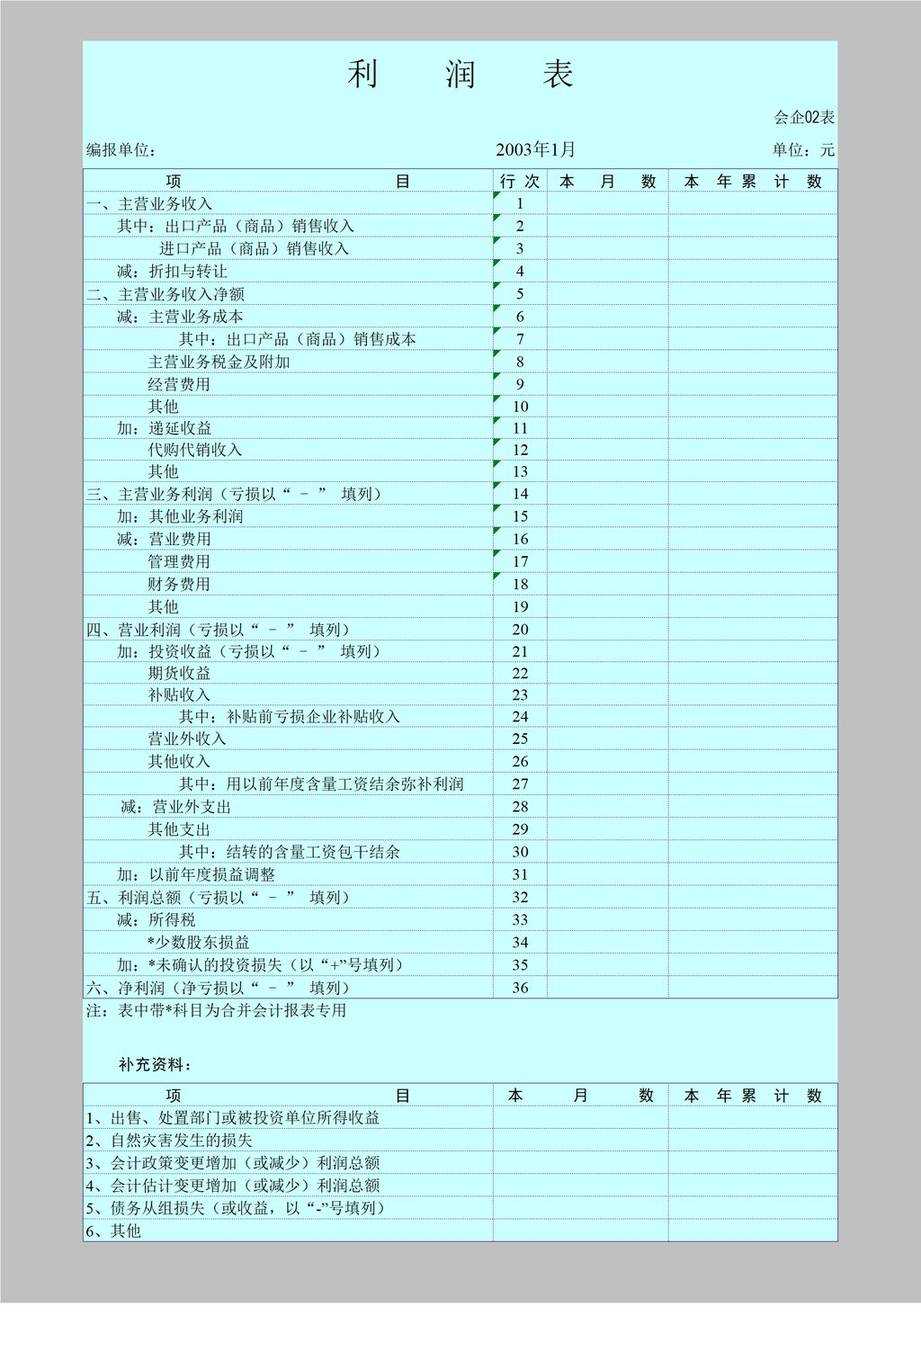 利 润 表
会企02表
编报单位： 2003年1月 单位：元
项 目 行 次 本 月 数 本 年 累 计 数
一、主营业务收入 1
其中：出口产品（商品）销售收入 2
进口产品（商品）销售收入 3
减：折扣与转让 4
二、主营业务收入净额 5
减：主营业务成本 6
其中：出口产品（商品）销售成本 7
主营业务税金及附加 8
经营费用 9
其他 10
加：递延收益 11
代购代销收入 12
其他 13
三、主营业务利润（亏损以“ － ” 填列） 14
加：其他业务利润 15
减：营业费用 16
管理费用 17
财务费用 18
其他 19
四、营业利润（亏损以“ － ” 填列） 20
加：投资收益（亏损以“ － ” 填列） 21
期货收益 22
补贴收入 23
其中：补贴前亏损企业补贴收入 24
营业外收入 25
其他收入 26
其中：用以前年度含量工资结余弥补利润 27
减：营业外支出 28
其他支出 29
其中：结转的含量工资包干结余 30
加：以前年度损益调整 31
五、利润总额（亏损以“ － ” 填列） 32
减：所得税 33
*少数股东损益 34
加：*未确认的投资损失（以“+”号填列） 35
六、净利润（净亏损以“ － ” 填列） 36
注：表中带*科目为合并会计报表专用
补充资料：
项 目 本 月 数 本 年 累 计 数
1、出售、处置部门或被投资单位所得收益
2、自然灾害发生的损失
3、会计政策变更增加（或减少）利润总额
4、会计估计变更增加（或减少）利润总额
5、债务从组损失（或收益，以“-”号填列）
6、其他